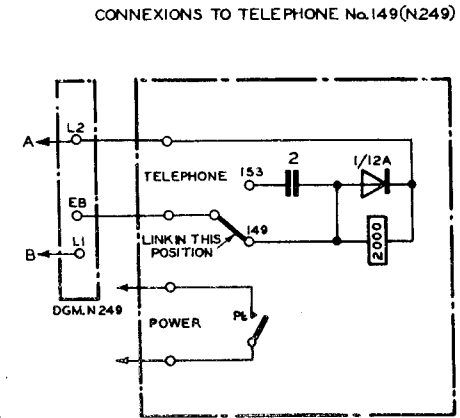 CONNEXIONS TO TELEPHONE No.149(N249)
A
L2
TELEPHONE
153
2
1/12A
EB
LINK IN THIS
POSITION
149
2000
B
L1
DGM.N249
POWER
PL